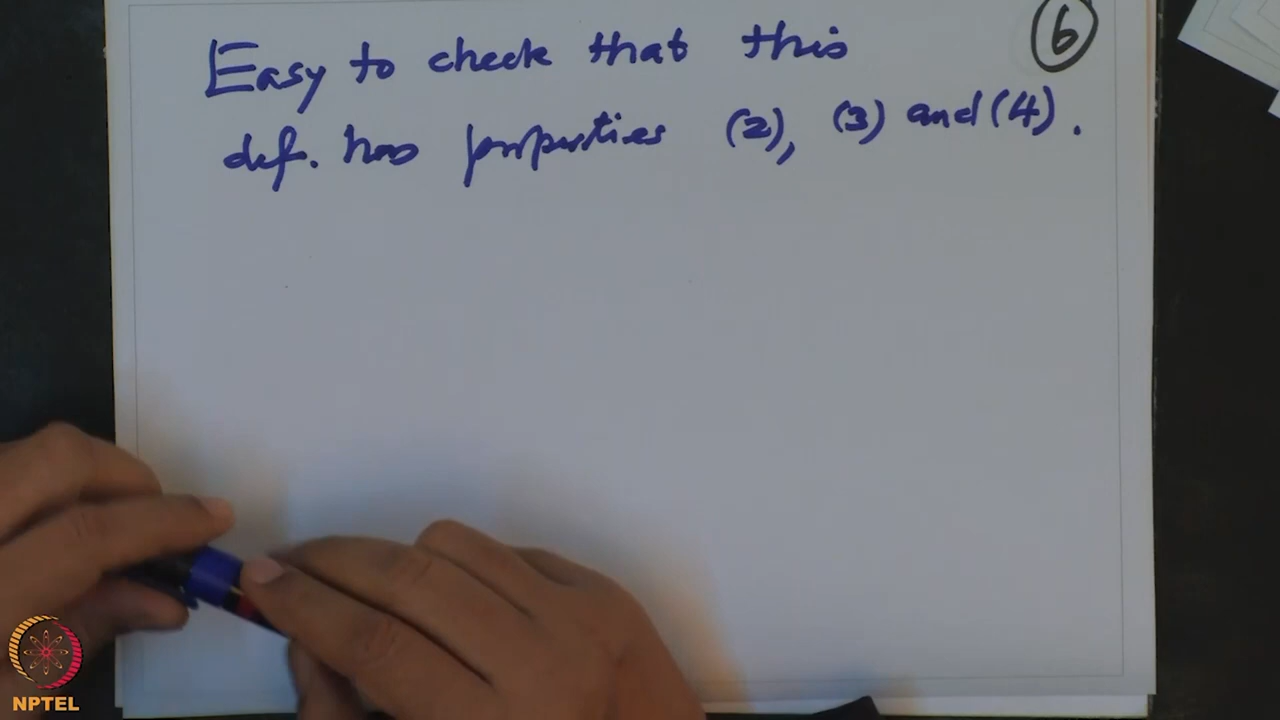 Easy to check that this
6
def. has properties (2), (3) and (4).
NPTEL